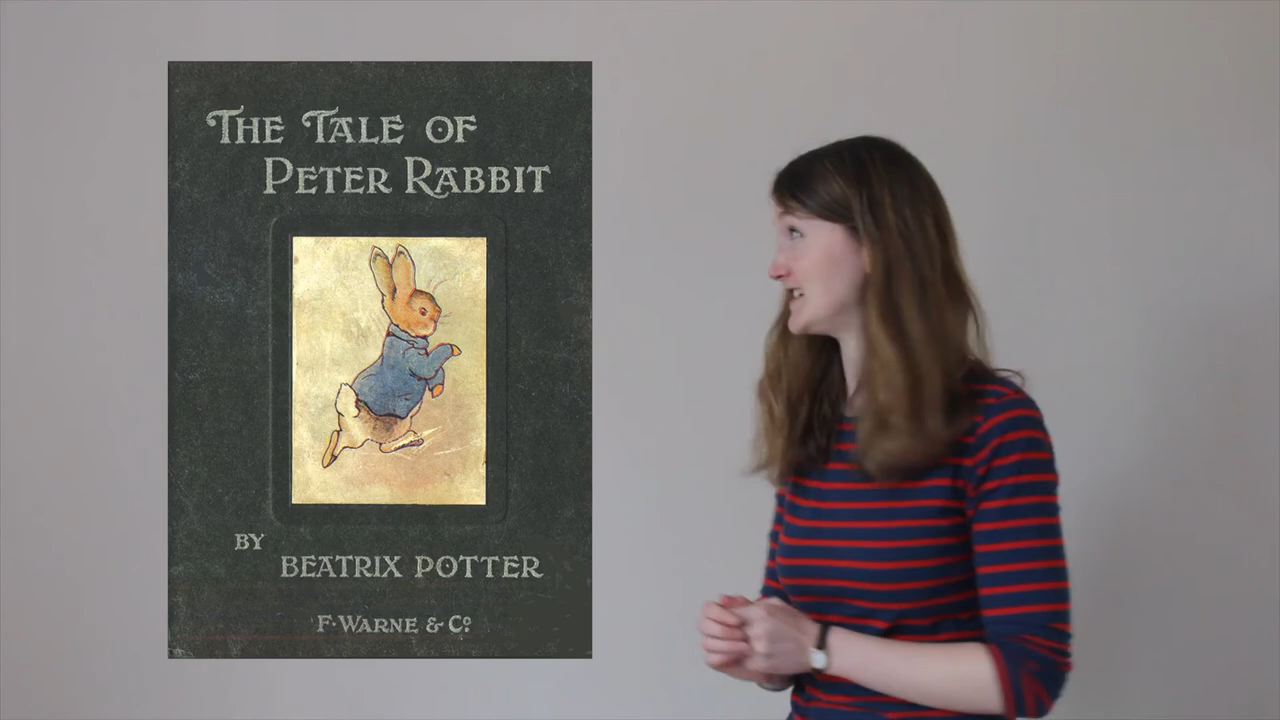 THE TALE OF
PETER RABBIT
BY
BEATRIX POTTER
F. WARNE & Co